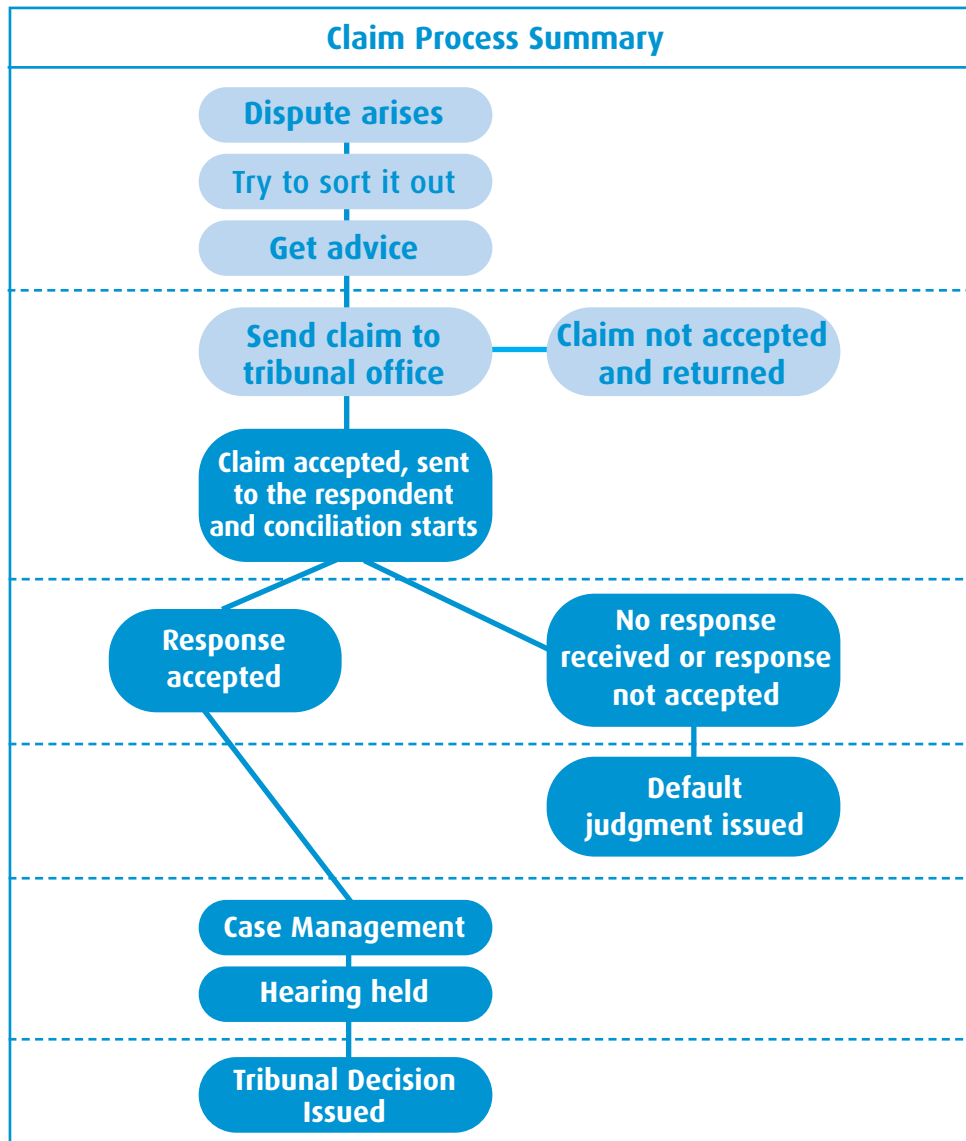 Claim Process Summary
Dispute arises
Try to sort it out
Get advice
Send claim to
tribunal office
Claim not accepted
and returned
Claim accepted, sent
to the respondent
and conciliation starts
Response
accepted
No response
received or response
not accepted
Default
judgment issued
Case Management
Hearing held
Tribunal Decision
Issued